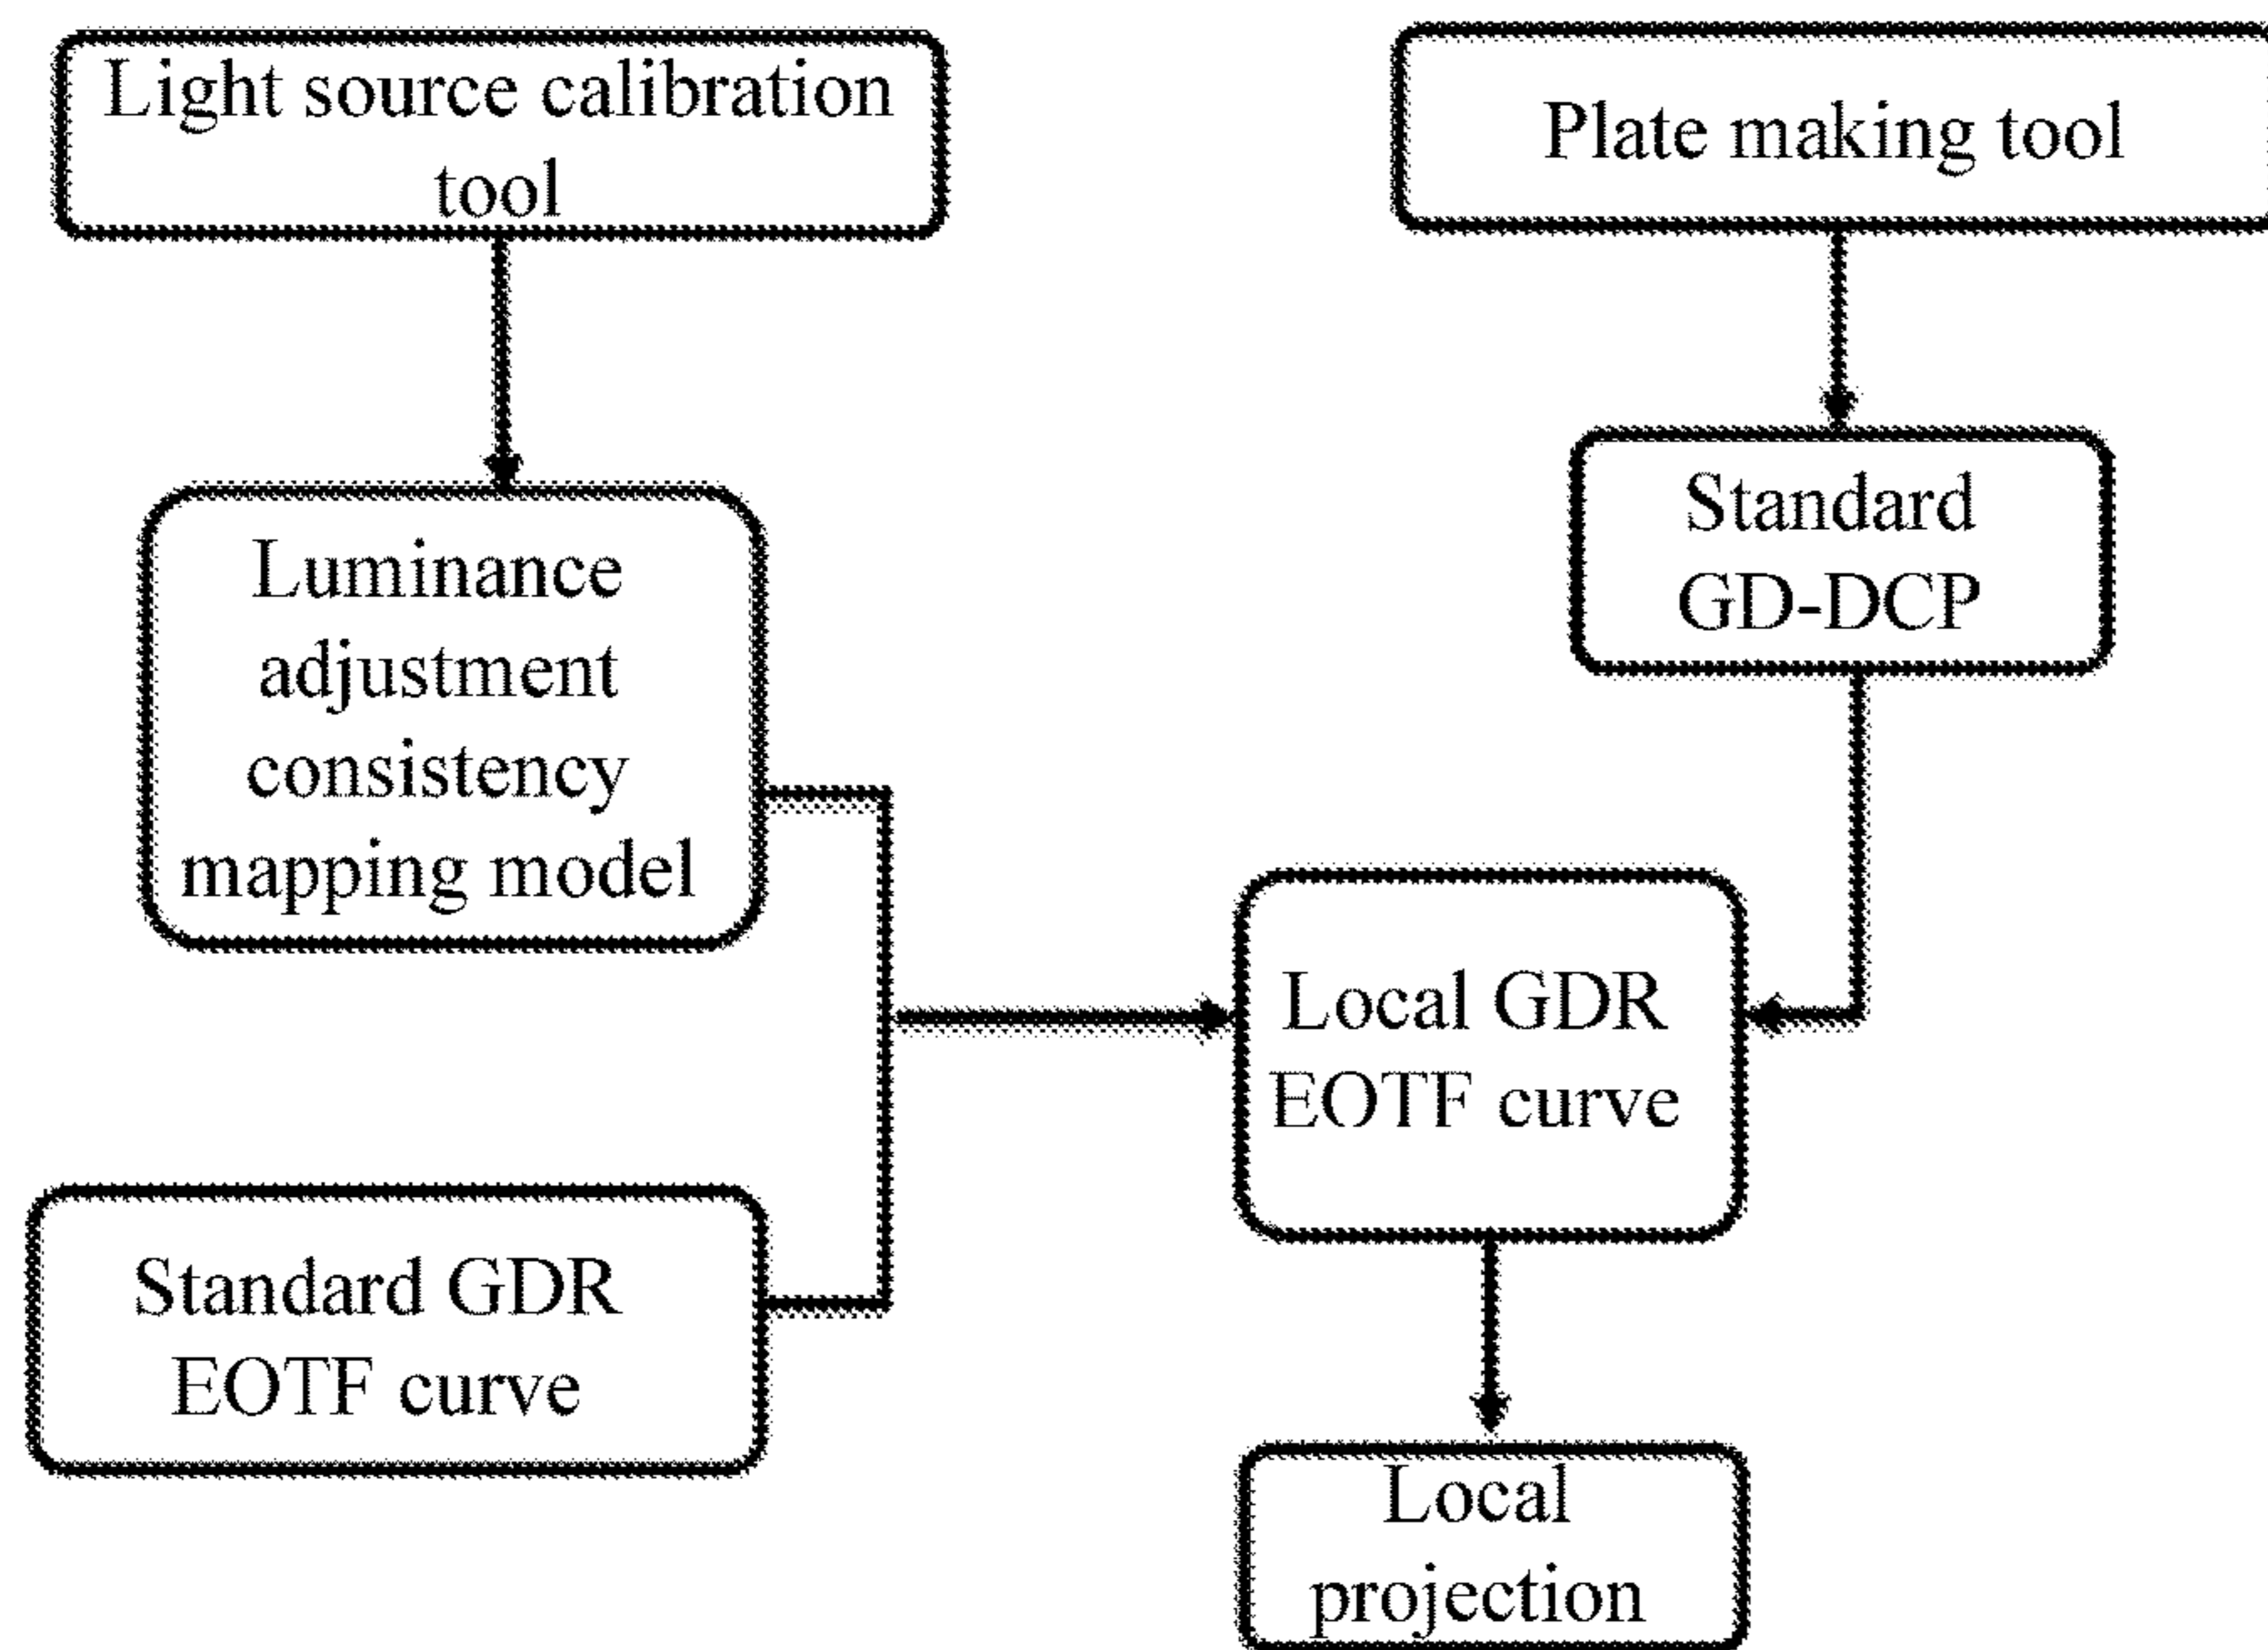 Light source calibration
tool
Plate making tool
Luminance
adjustment
consistency
mapping model
Standard
GD-DCP
Local GDR
EOTF curve
Standard GDR
EOTF curve
Local
projection